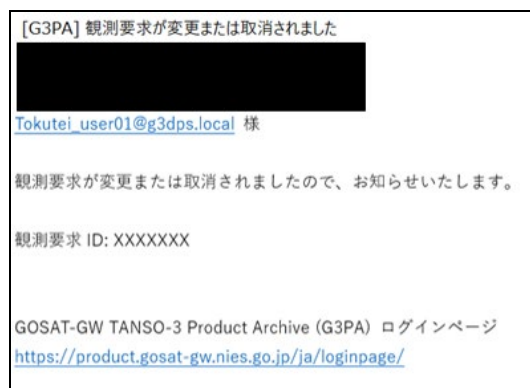 [G3PA] 観測要求が変更または取消されました
Tokutei_user01@g3dps.local 様
観測要求が変更または取消されましたので、お知らせいたします。
観測要求 ID: XXXXXXX
GOSAT-GW TANSO-3 Product Archive (G3PA) ログインページ
https://product.gosat-gw.nies.go.jp/ja/loginpage/